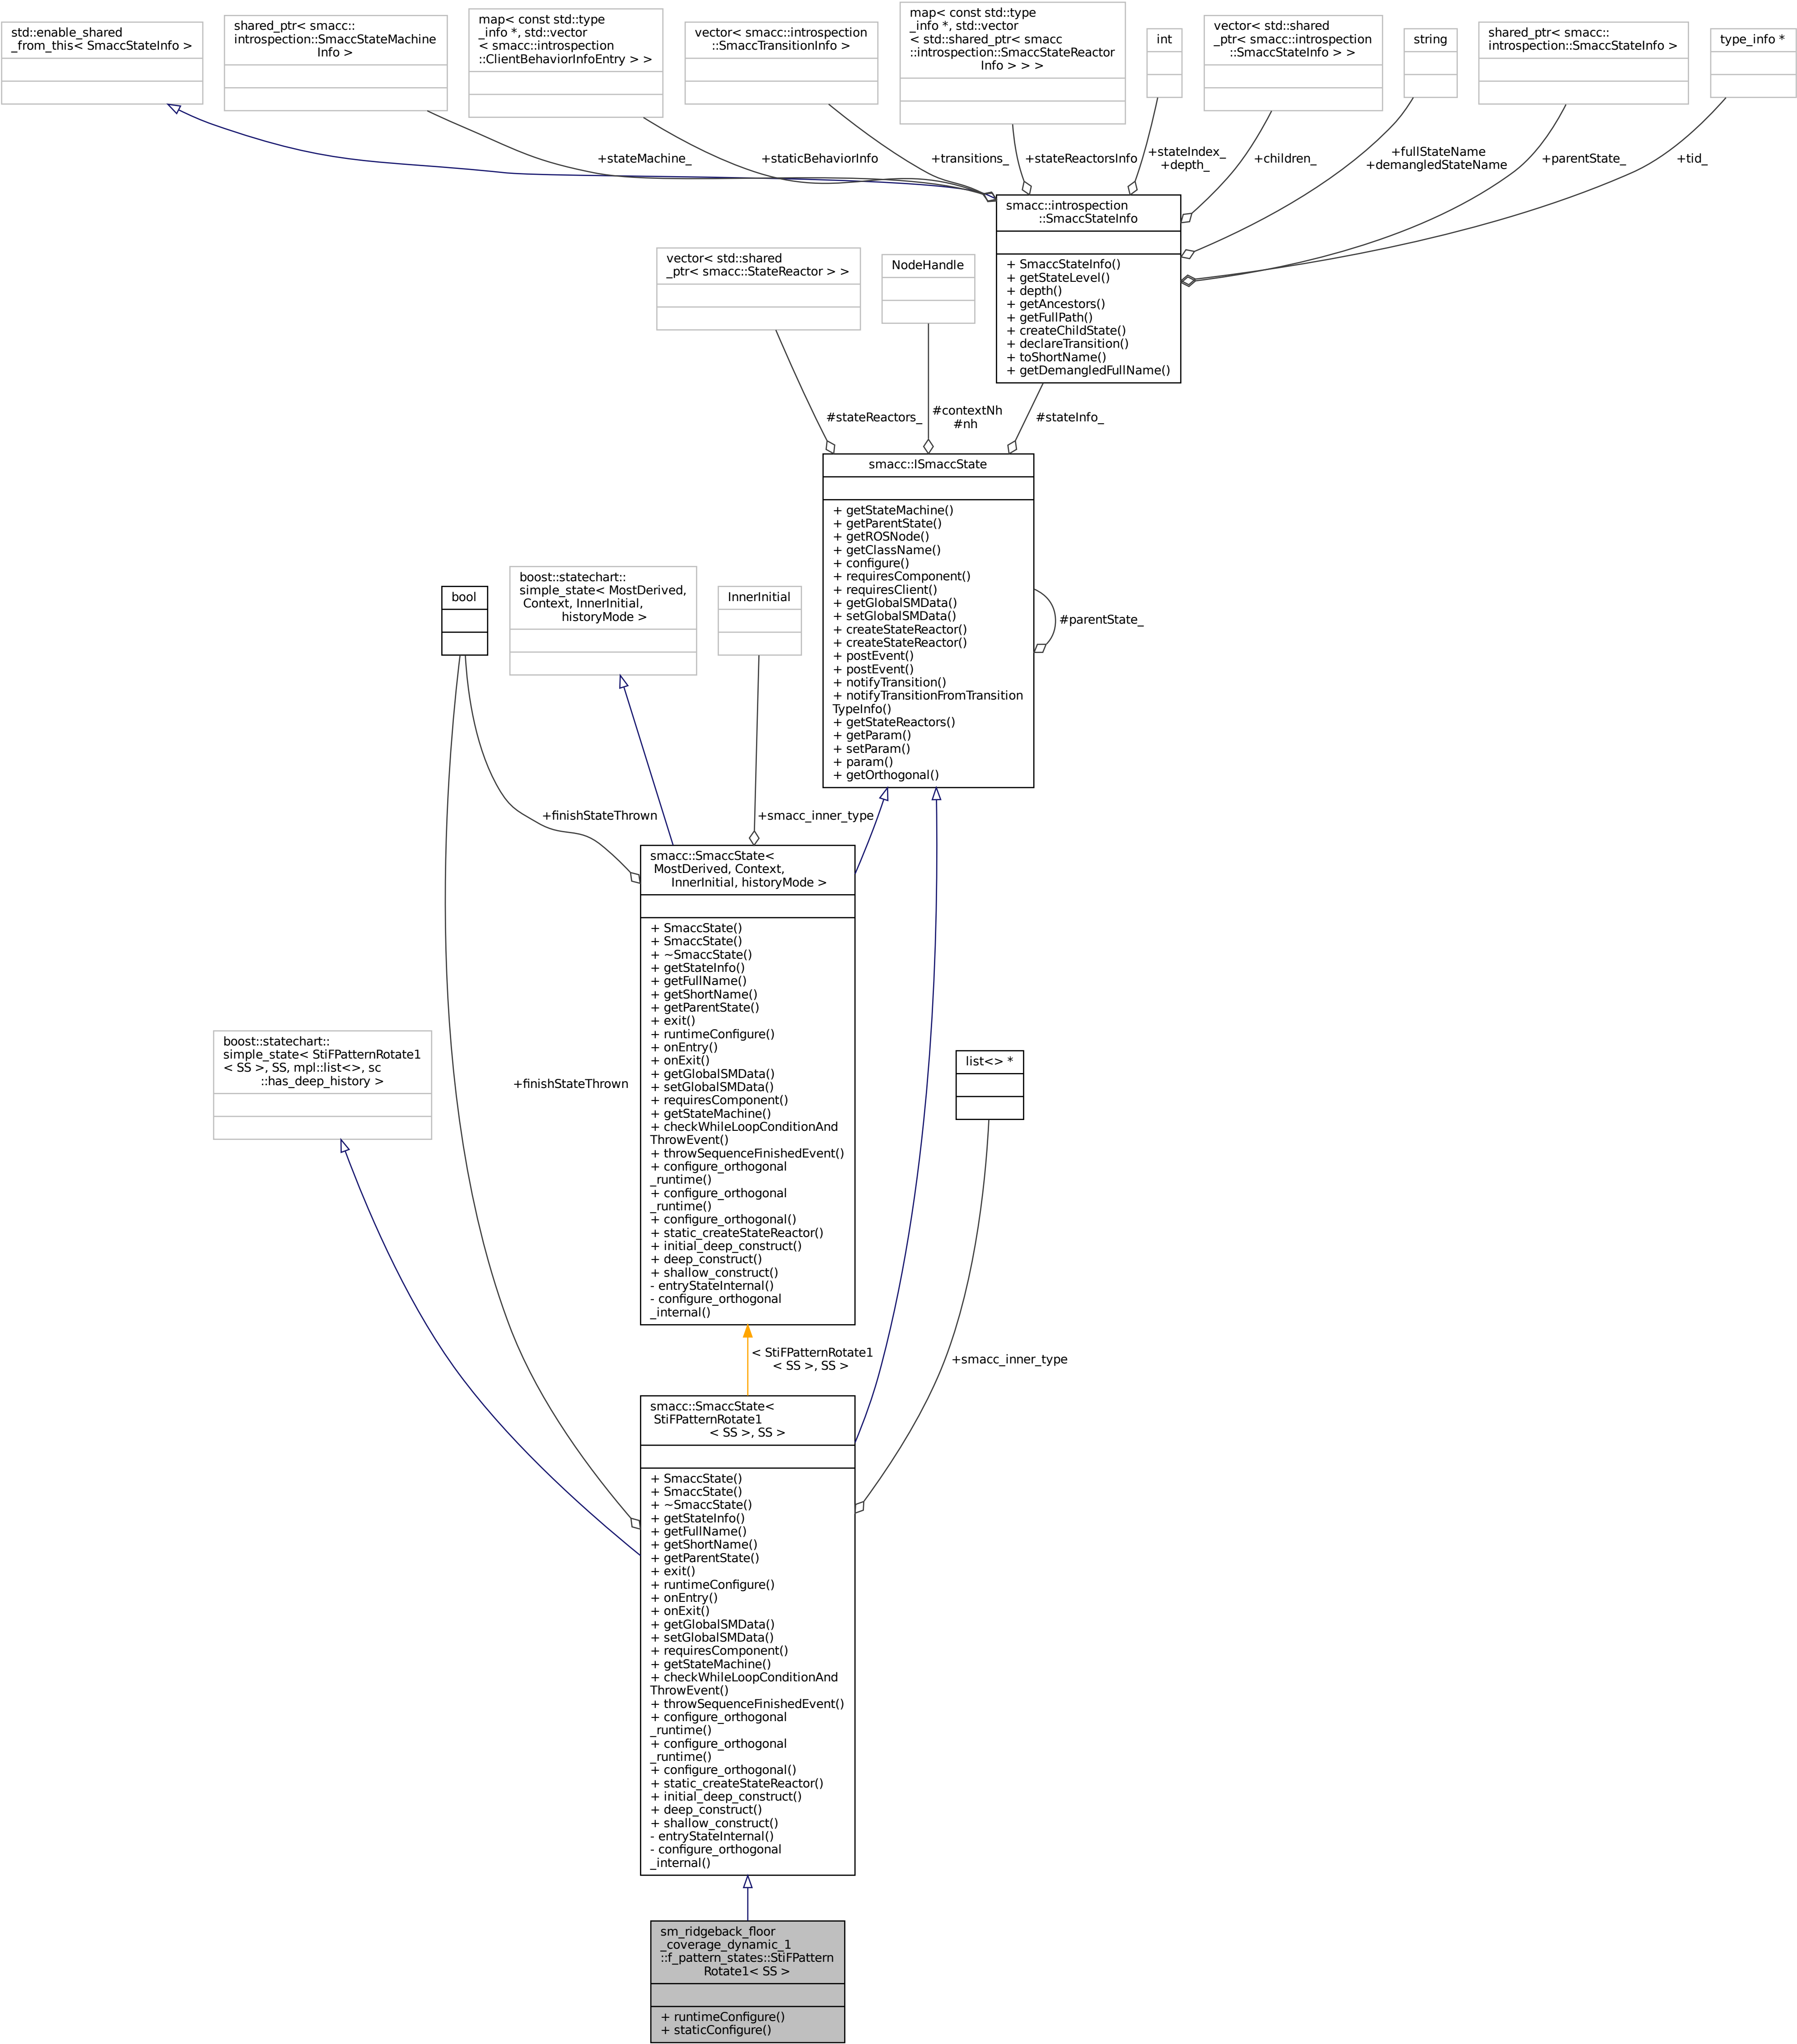 std::enable_shared
_from_this< SmaccStateInfo >
shared_ptr< smacc::
introspection::SmaccStateMachine
Info >
map< const std::type
_info *, std::vector
< smacc::introspection
::ClientBehaviorInfoEntry > >
vector< smacc::introspection
::SmaccTransitionInfo >
map< const std::type
_info *, std::vector
< std::shared_ptr< smacc
::introspection::SmaccStateReactor
Info > > >
int
vector< std::shared
_ptr< smacc::introspection
::SmaccStateInfo > >
string
shared_ptr< smacc::
introspection::SmaccStateInfo >
type_info *
+stateMachine_
+staticBehaviorInfo
+transitions_
+stateReactorsInfo
+stateIndex_
+depth_
+children_
+fullStateName
+demangledStateName
+parentState_
+tid_
smacc::introspection
::SmaccStateInfo
+ SmaccStateInfo()
+ getStateLevel()
+ depth()
+ getAncestors()
+ getFullPath()
+ createChildState()
+ declareTransition()
+ toShortName()
+ getDemangledFullName()
vector< std::shared
_ptr< smacc::StateReactor > >
NodeHandle
#stateReactors_
#contextNh
#nh
#stateInfo_
smacc::ISmaccState
+ getStateMachine()
+ getParentState()
+ getROSNode()
+ getClassName()
+ configure()
+ requiresComponent()
+ requiresClient()
+ getGlobalSMData()
+ setGlobalSMData()
+ createStateReactor()
+ createStateReactor()
+ postEvent()
+ postEvent()
+ notifyTransition()
+ notifyTransitionFromTransition
TypeInfo()
+ getStateReactors()
+ getParam()
+ setParam()
+ param()
+ getOrthogonal()
#parentState_
bool
boost::statechart::
simple_state< MostDerived,
Context, InnerInitial,
historyMode >
InnerInitial
+finishStateThrown
+smacc_inner_type
smacc::SmaccState<
MostDerived, Context,
InnerInitial, historyMode >
+ SmaccState()
+ SmaccState()
+ ~SmaccState()
+ getStateInfo()
+ getFullName()
+ getShortName()
+ getParentState()
+ exit()
+ runtimeConfigure()
+ onEntry()
+ onExit()
+ getGlobalSMData()
+ setGlobalSMData()
+ requiresComponent()
+ getStateMachine()
+ checkWhileLoopConditionAnd
ThrowEvent()
+ throwSequenceFinishedEvent()
+ configure_orthogonal
_runtime()
+ configure_orthogonal
_runtime()
+ configure_orthogonal()
+ static_createStateReactor()
+ initial_deep_construct()
+ deep_construct()
+ shallow_construct()
- entryStateInternal()
- configure_orthogonal
_internal()
boost::statechart::
simple_state< StiFPatternRotate1
< SS >, SS, mpl::list<>, sc
::has_deep_history >
+finishStateThrown
list<> *
< StiFPatternRotate1
< SS >, SS >
+smacc_inner_type
smacc::SmaccState<
StiFPatternRotate1
< SS >, SS >
+ SmaccState()
+ SmaccState()
+ ~SmaccState()
+ getStateInfo()
+ getFullName()
+ getShortName()
+ getParentState()
+ exit()
+ runtimeConfigure()
+ onEntry()
+ onExit()
+ getGlobalSMData()
+ setGlobalSMData()
+ requiresComponent()
+ getStateMachine()
+ checkWhileLoopConditionAnd
ThrowEvent()
+ throwSequenceFinishedEvent()
+ configure_orthogonal
_runtime()
+ configure_orthogonal
_runtime()
+ configure_orthogonal()
+ static_createStateReactor()
+ initial_deep_construct()
+ deep_construct()
+ shallow_construct()
- entryStateInternal()
- configure_orthogonal
_internal()
sm_ridgeback_floor
_coverage_dynamic_1
::f_pattern_states::StiFPattern
Rotate1< SS >
+ runtimeConfigure()
+ staticConfigure()